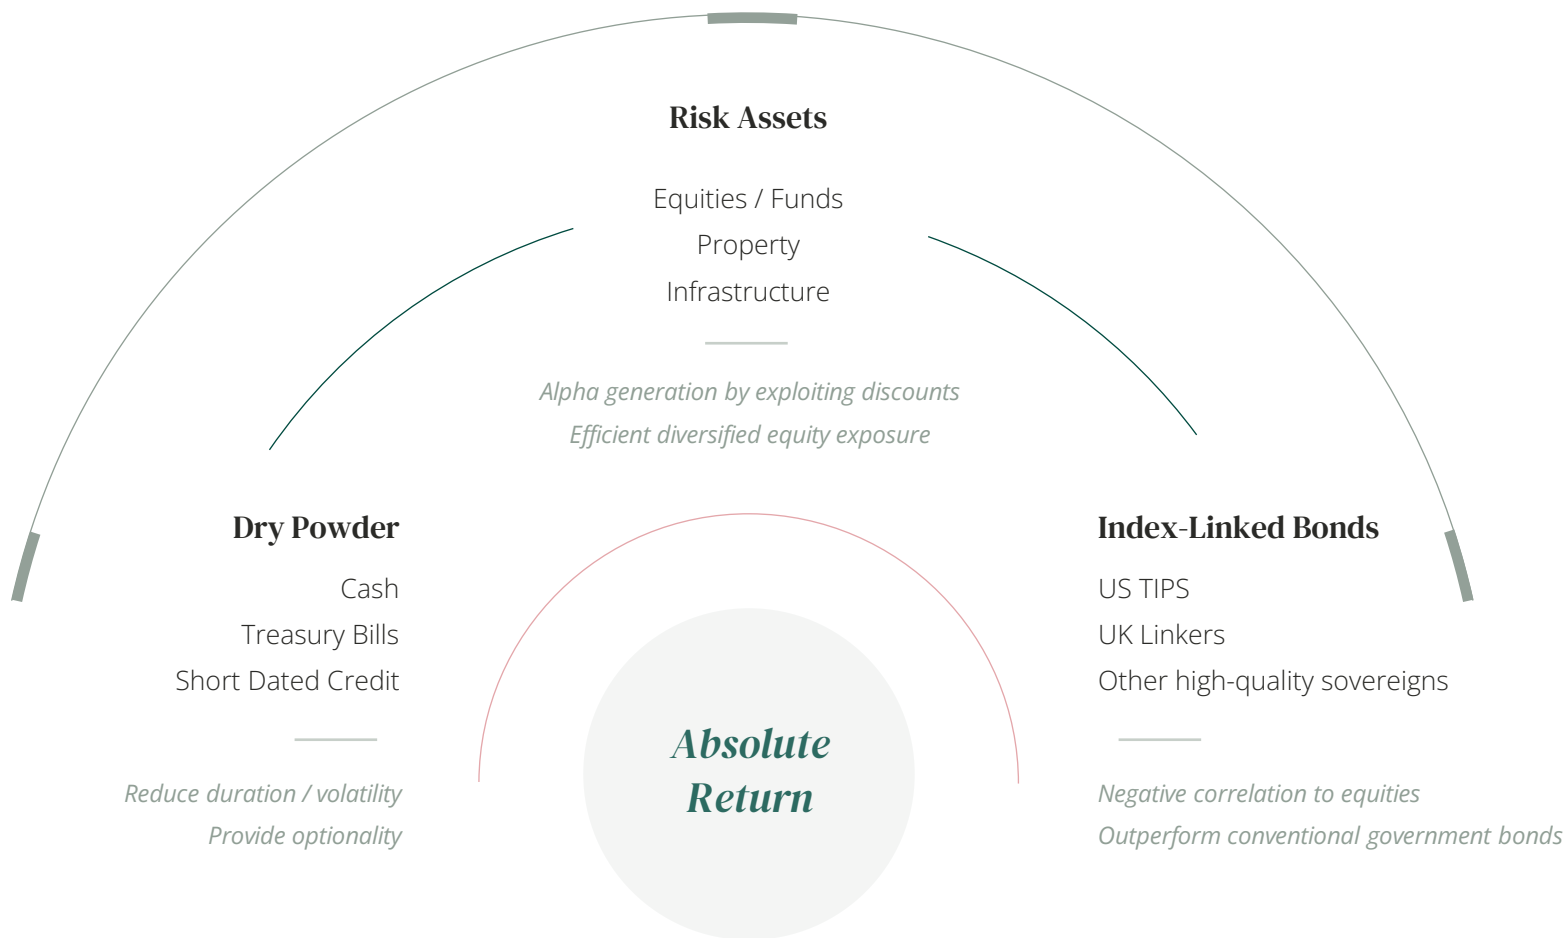 Risk Assets
Equities / Funds
Property
Infrastructure
Alpha generation by exploiting discounts
Efficient diversified equity exposure
Dry Powder
Cash
Treasury Bills
Short Dated Credit
Reduce duration / volatility
Provide optionality
Absolute
Return
Index-Linked Bonds
US TIPS
UK Linkers
Other high-quality sovereigns
Negative correlation to equities
Outperform conventional government bonds